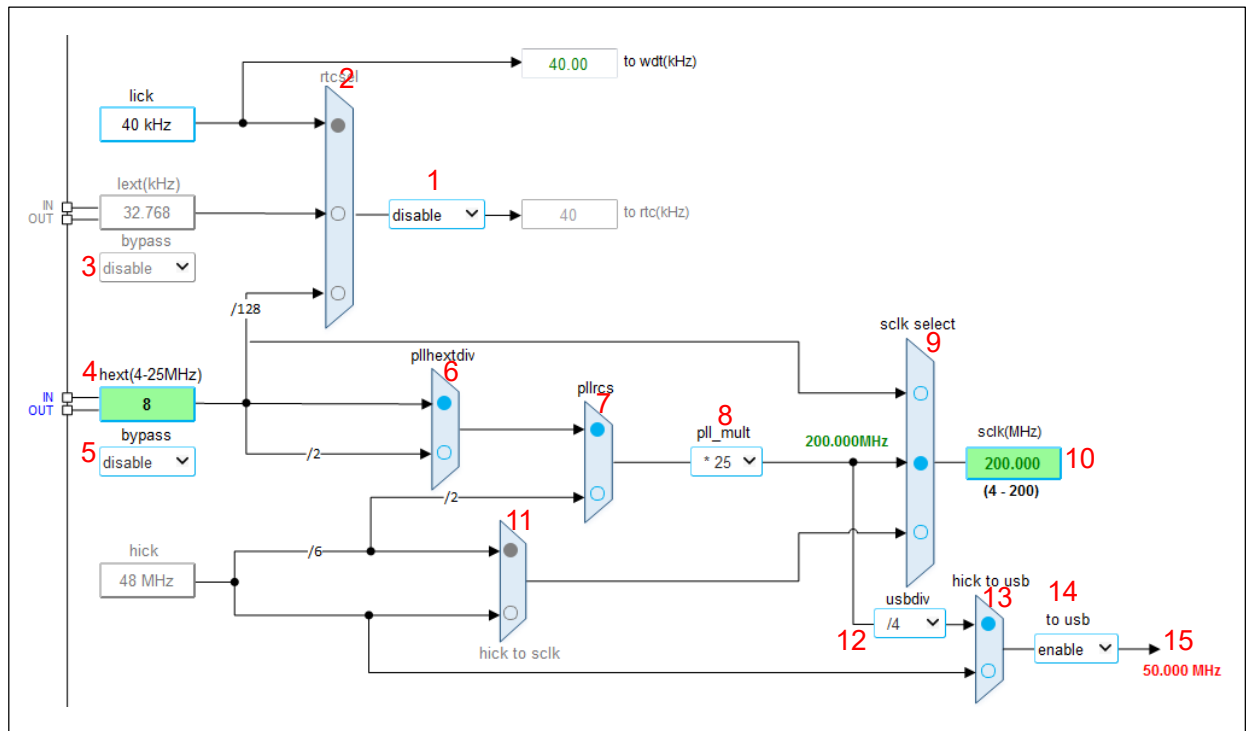 40.00
to wdt(kHz)
rtcsel
2
lick
40 kHz
lext(kHz)
1
IN
OUT
32.768
disable
40
to rtc(kHz)
bypass
3
disable
/128
sclk select
9
pllhextdiv
4
hext(4-25MHz)
6
pllrcs
IN
OUT
8
7
8
pll_mult
sclk(MHz)
bypass
200.000MHz
5
disable
/2
* 25
200.000
10
(4 - 200)
/2
11
hick
/6
48 MHz
hick to usb
usbdiv
13
14
/4
to usb
12
enable
15
hick to sclk
50.000 MHz